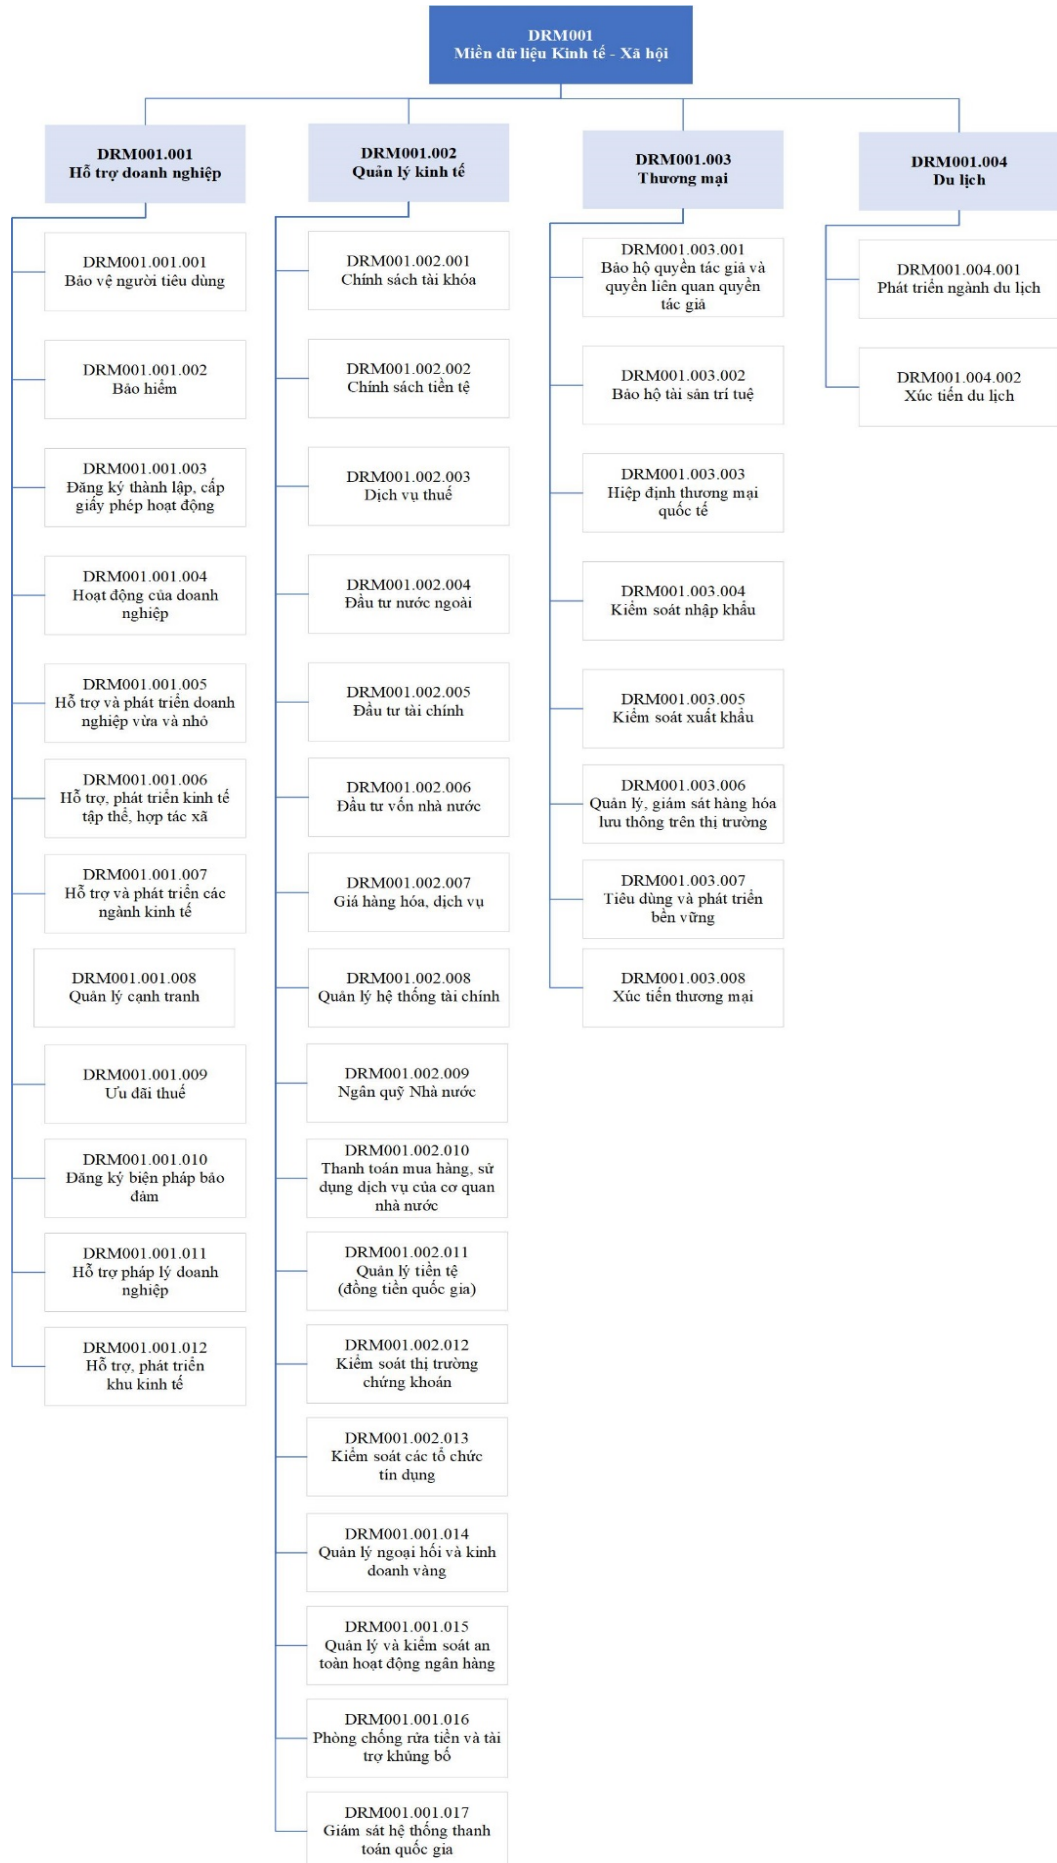 DRM001
Miền dữ liệu Kinh tế - Xã hội
DRM001.001
Hỗ trợ doanh nghiệp
DRM001.001.001
Bảo vệ người tiêu dùng
DRM001.001.002
Bảo hiểm
DRM001.001.003
Đăng ký thành lập, cấp
giấy phép hoạt động
DRM001.001.004
Hoạt động của doanh
nghiệp
DRM001.001.005
Hỗ trợ và phát triển doanh
nghiệp vừa và nhỏ
DRM001.001.006
Hỗ trợ, phát triển kinh tế
tập thể, hợp tác xã
DRM001.001.007
Hỗ trợ và phát triển các
ngành kinh tế
DRM001.001.008
Quản lý cạnh tranh
DRM001.001.009
Ưu đãi thuế
DRM001.001.010
Đăng ký biện pháp bảo
đảm
DRM001.001.011
Hỗ trợ pháp lý doanh
nghiệp
DRM001.001.012
Hỗ trợ, phát triển
khu kinh tế
DRM001.002
Quản lý kinh tế
DRM001.002.001
Chính sách tài khóa
DRM001.002.002
Chính sách tiền tệ
DRM001.002.003
Dịch vụ thuế
DRM001.002.004
Đầu tư nước ngoài
DRM001.002.005
Đầu tư tài chính
DRM001.002.006
Đầu tư vốn nhà nước
DRM001.002.007
Giá hàng hóa, dịch vụ
DRM001.002.008
Quản lý hệ thống tài chính
DRM001.002.009
Ngân quỹ Nhà nước
DRM001.002.010
Thanh toán mua hàng, sử
dụng dịch vụ của cơ quan
nhà nước
DRM001.002.011
Quản lý tiền tệ
(đồng tiền quốc gia)
DRM001.002.012
Kiểm soát thị trường
chứng khoán
DRM001.002.013
Kiểm soát các tổ chức
tín dụng
DRM001.001.014
Quản lý ngoại hối và kinh
doanh vàng
DRM001.001.015
Quản lý và kiểm soát an
toàn hoạt động ngân hàng
DRM001.001.016
Phòng chống rửa tiền và tài
trợ khủng bố
DRM001.001.017
Giám sát hệ thống thanh
toán quốc gia
DRM001.003
Thương mại
DRM001.003.001
Bảo hộ quyền tác giả và
quyền liên quan quyền
tác giả
DRM001.003.002
Bảo hộ tài sản trí tuệ
DRM001.003.003
Hiệp định thương mại
quốc tế
DRM001.003.004
Kiểm soát nhập khẩu
DRM001.003.005
Kiểm soát xuất khẩu
DRM001.003.006
Quản lý, giám sát hàng hóa
lưu thông trên thị trường
DRM001.003.007
Tiêu dùng và phát triển
bền vững
DRM001.003.008
Xúc tiến thương mại
DRM001.004
Du lịch
DRM001.004.001
Phát triển ngành du lịch
DRM001.004.002
Xúc tiến du lịch